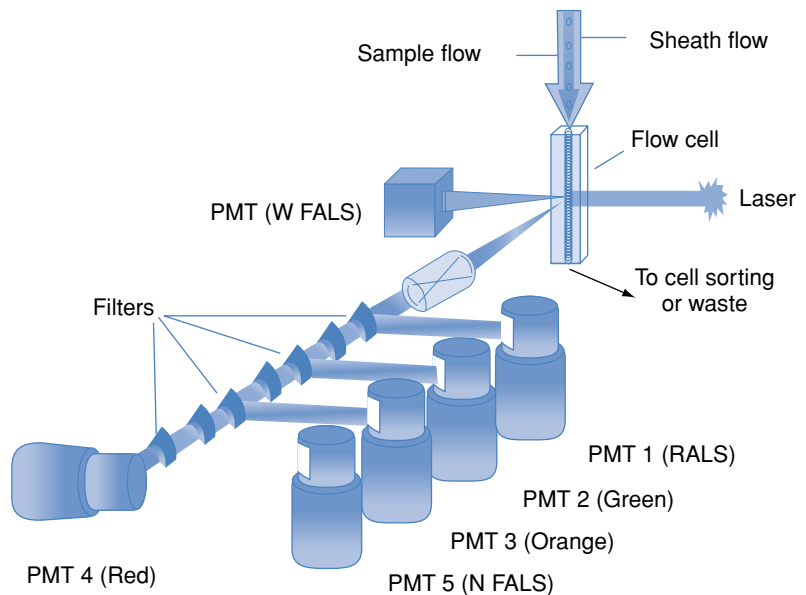 Sample flow
Sheath flow
Flow cell
PMT (W FALS)
Laser
To cell sorting
or waste
Filters
PMT 1 (RALS)
PMT 2 (Green)
PMT 3 (Orange)
PMT 4 (Red)
PMT 5 (N FALS)